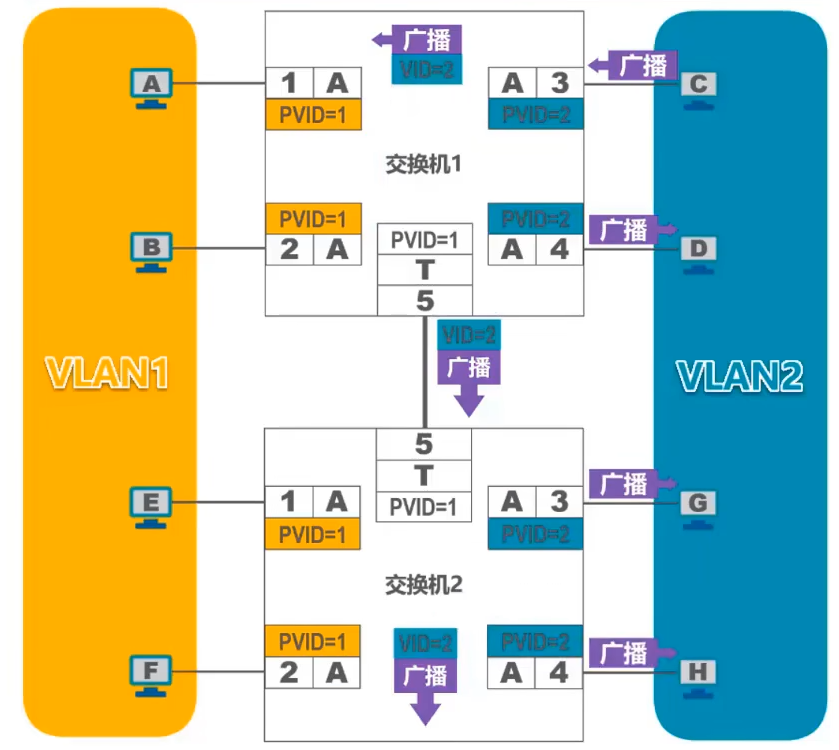 广播
VID=2
广播
A
1 A
A 3
C
PVID=1
PVID=2
交换机1
PVID=1
PVID=2
广播
B
2 A
PVID=1
A 4
D
T
5
VID=2
广播
VLAN1
VLAN2
5
T
PVID=1
广播
E
1 A
A 3
G
PVID=1
PVID=2
交换机2
PVID=1
VID=2
PVID=2
广播
F
2 A
广播
A 4
H